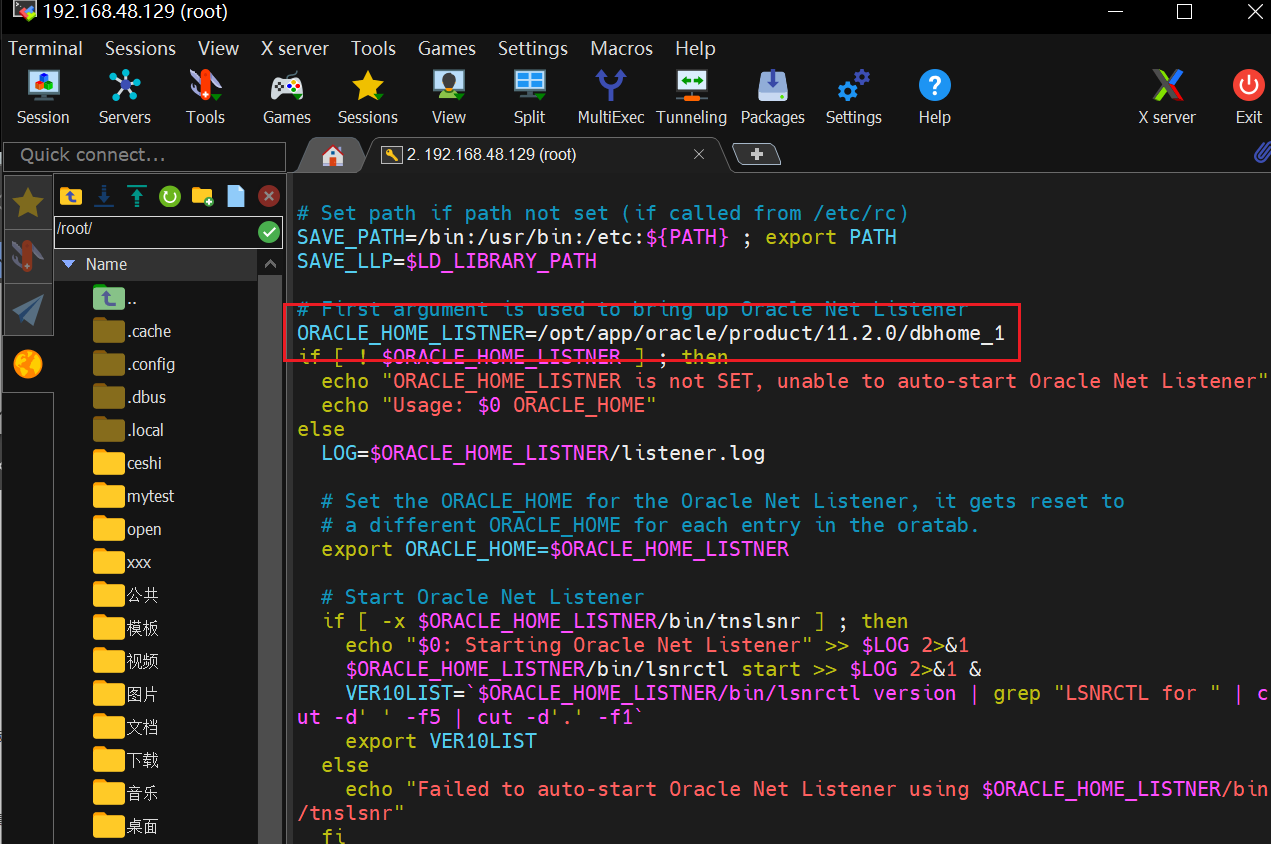 192.168.48.129 (root)
Terminal Sessions View X server Tools Games Settings Macros Help
Session Servers Tools Games Sessions View Split MultiExec Tunneling Packages Settings Help X server Exit
Quick connect...
2. 192.168.48.129 (root)
/root/
Name
..
.cache
.config
.dbus
.local
ceshi
mytest
open
xxx
公共
模板
视频
图片
文档
下载
音乐
桌面
# Set path if path not set (if called from /etc/rc)
SAVE_PATH=/bin:/usr/bin:/etc:${PATH} ; export PATH
SAVE_LLP=$LD_LIBRARY_PATH
# First argument is used to bring up Oracle Net Listener
ORACLE_HOME_LISTNER=/opt/app/oracle/product/11.2.0/dbhome_1
if [ ! $ORACLE_HOME_LISTNER ] ; then
echo "ORACLE_HOME_LISTNER is not SET, unable to auto-start Oracle Net Listener"
echo "Usage: $0 ORACLE_HOME"
else
LOG=$ORACLE_HOME_LISTNER/listener.log
# Set the ORACLE_HOME for the Oracle Net Listener, it gets reset to
# a different ORACLE_HOME for each entry in the oratab.
export ORACLE_HOME=$ORACLE_HOME_LISTNER
# Start Oracle Net Listener
if [ -x $ORACLE_HOME_LISTNER/bin/tnslsnr ] ; then
echo "$0: Starting Oracle Net Listener" >> $LOG 2>&1
$ORACLE_HOME_LISTNER/bin/lsnrctl start >> $LOG 2>&1 &
VER10LIST=`$ORACLE_HOME_LISTNER/bin/lsnrctl version | grep "LSNRCTL for " | c
ut -d' ' -f5 | cut -d'.' -f1`
export VER10LIST
else
echo "Failed to auto-start Oracle Net Listener using $ORACLE_HOME_LISTNER/bin
/tnslsnr"
fi